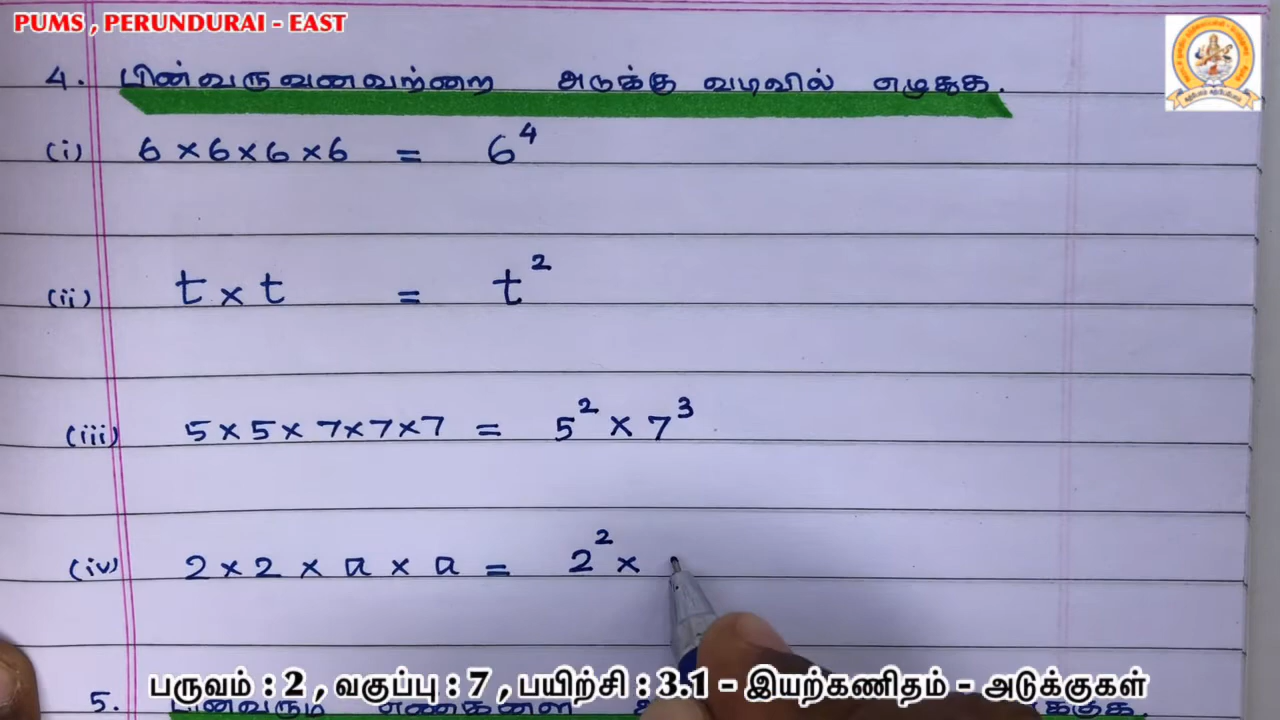 PUMS , PERUNDURAI - EAST
4. பின்வருவனவற்றை அடுக்கு வடிவில் எழுதுக.
(i) 6 × 6 × 6 × 6 = 6⁴
(ii) t × t = t²
(iii) 5 × 5 × 7 × 7 × 7 = 5² × 7³
(iv) 2 × 2 × a × a = 2² ×
5.
பருவம் : 2 , வகுப்பு : 7 , பயிற்சி : 3.1 - இயற்கணிதம் - அடுக்குகள்